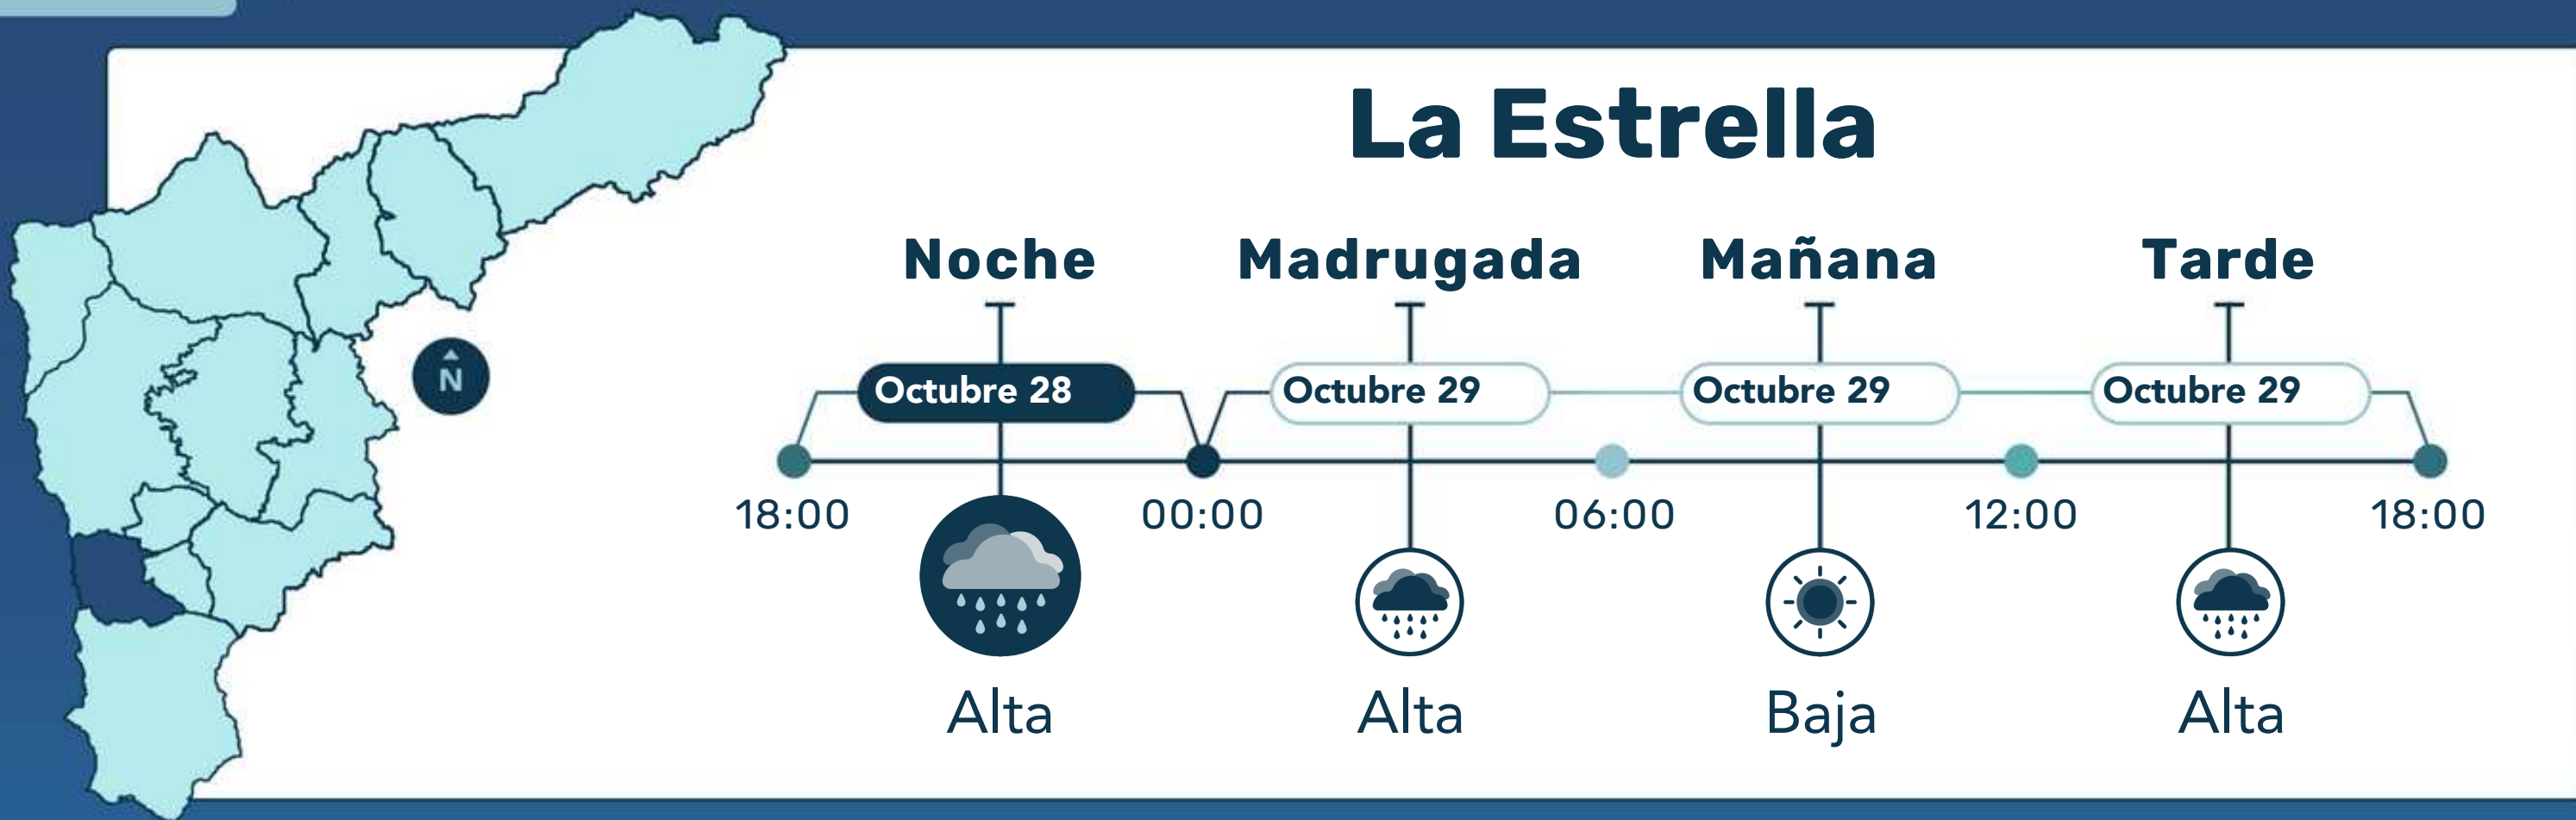 La Estrella
Noche Madrugada Mañana Tarde
N
Octubre 28 Octubre 29 Octubre 29 Octubre 29
18:00 00:00 06:00 12:00 18:00
Alta Alta Baja Alta